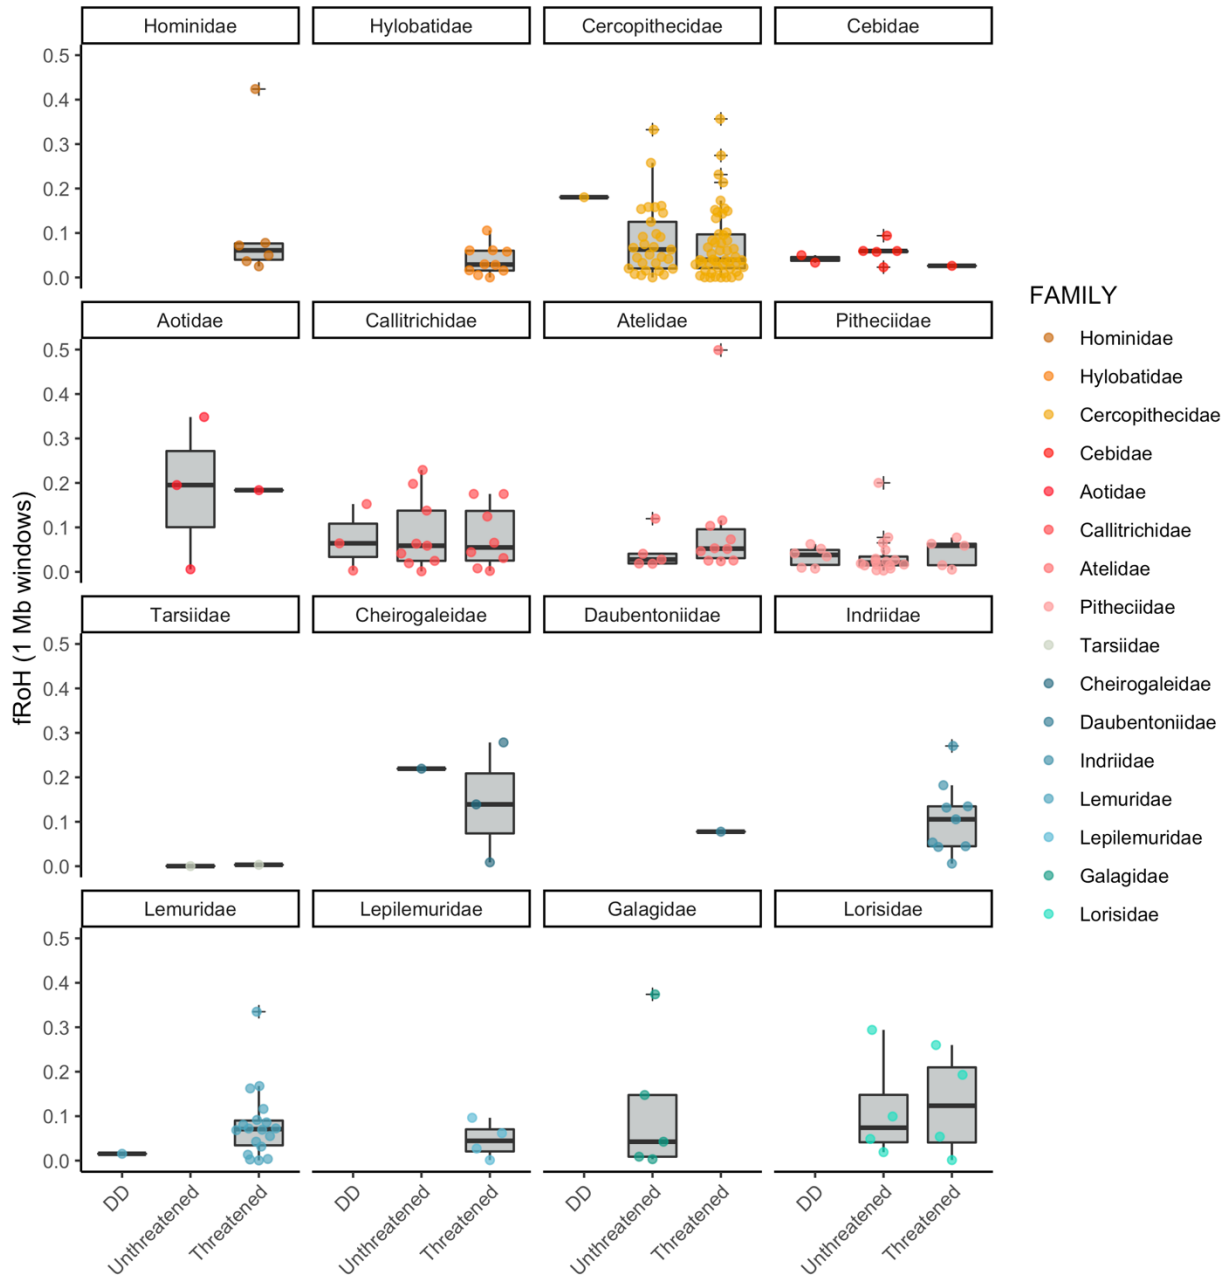 Hominidae
Hylobatidae
Cercopithecidae
Cebidae
0.5
0.4
0.3
0.2
0.1
0.0
Aotidae
Callitrichidae
Atelidae
Pitheciidae
0.5
0.4
0.3
0.2
0.1
0.0
Tarsiidae
Cheirogaleidae
Daubentoniidae
Indriidae
0.5
0.4
0.3
0.2
0.1
0.0
Lemuridae
Lepilemuridae
Galagidae
Lorisidae
0.5
0.4
0.3
0.2
0.1
0.0
fRoH (1 Mb windows)
DD
Untreatened
Threatened
DD
Untreatened
Threatened
DD
Untreatened
Threatened
DD
Untreatened
Threatened
FAMILY
Hominidae
Hylobatidae
Cercopithecidae
Cebidae
Aotidae
Callitrichidae
Atelidae
Pitheciidae
Tarsiidae
Cheirogaleidae
Daubentoniidae
Indriidae
Lemuridae
Lepilemuridae
Galagidae
Lorisidae